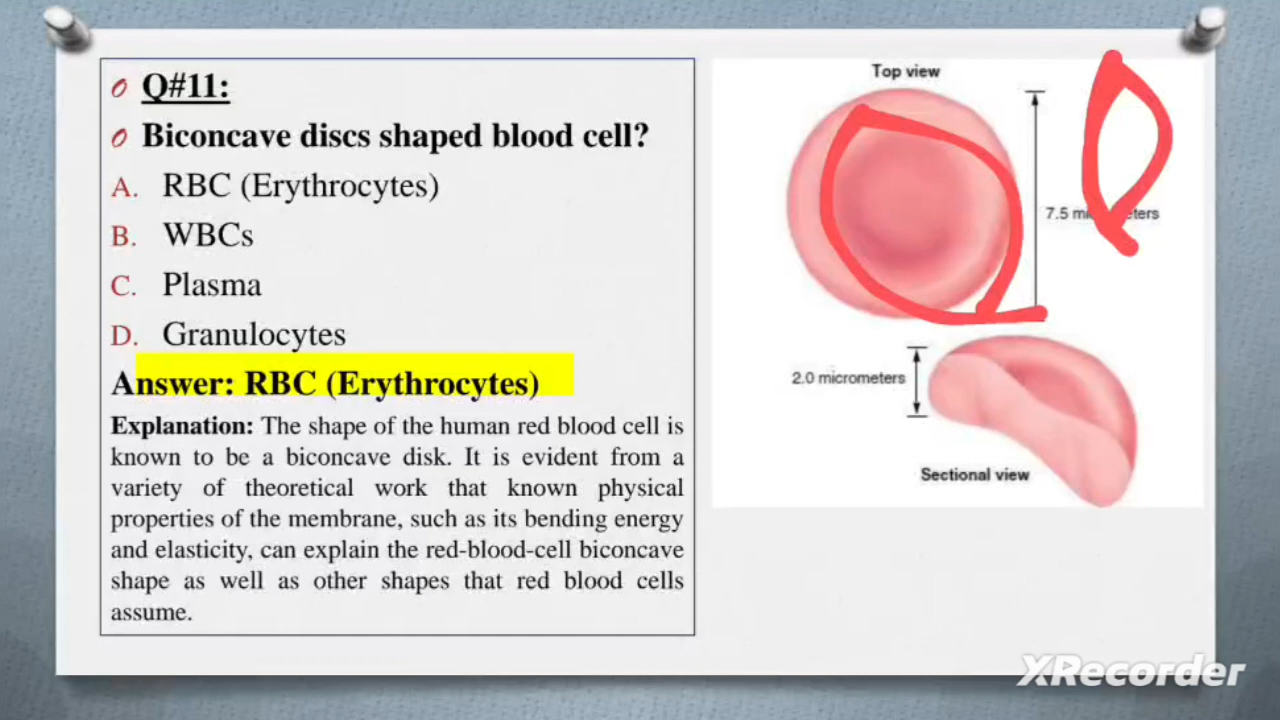 Q#11:
Biconcave discs shaped blood cell?
A. RBC (Erythrocytes)
B. WBCs
C. Plasma
D. Granulocytes
Answer: RBC (Erythrocytes)
Explanation: The shape of the human red blood cell is
known to be a biconcave disk. It is evident from a
variety of theoretical work that known physical
properties of the membrane, such as its bending energy
and elasticity, can explain the red-blood-cell biconcave
shape as well as other shapes that red blood cells
assume.
Top view
7.5
2.0 micrometers
Sectional view
XRecorder